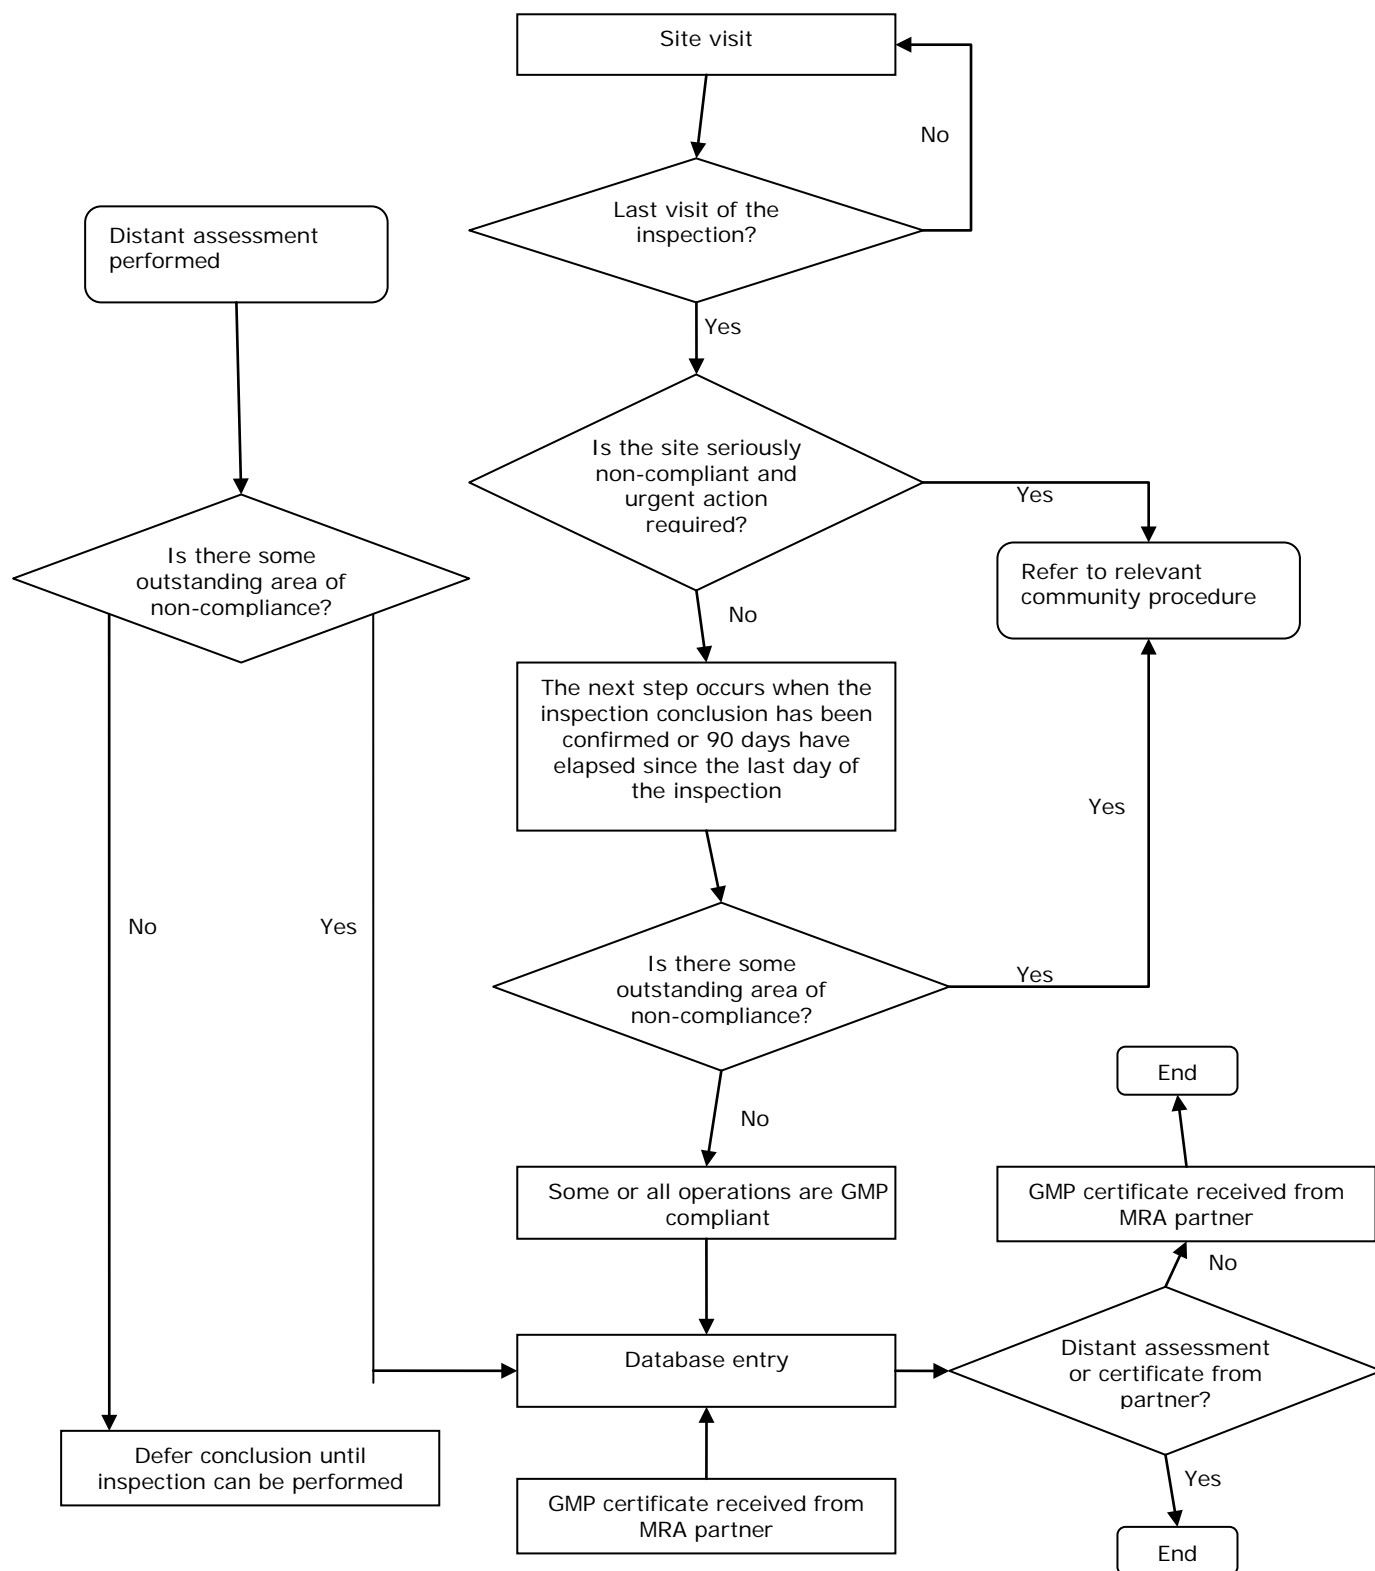 Site visit
No
Last visit of the
inspection?
Distant assessment
performed
Yes
Is the site seriously
non-compliant and
urgent action
required?
Yes
Is there some
outstanding area of
non-compliance?
Refer to relevant
community procedure
No
The next step occurs when the
inspection conclusion has been
confirmed or 90 days have
elapsed since the last day of
the inspection
Yes
No
Yes
Is there some
outstanding area of
non-compliance?
Yes
End
No
Some or all operations are GMP
compliant
GMP certificate received from
MRA partner
No
Database entry
Distant assessment
or certificate from
partner?
Defer conclusion until
inspection can be performed
Yes
GMP certificate received from
MRA partner
End